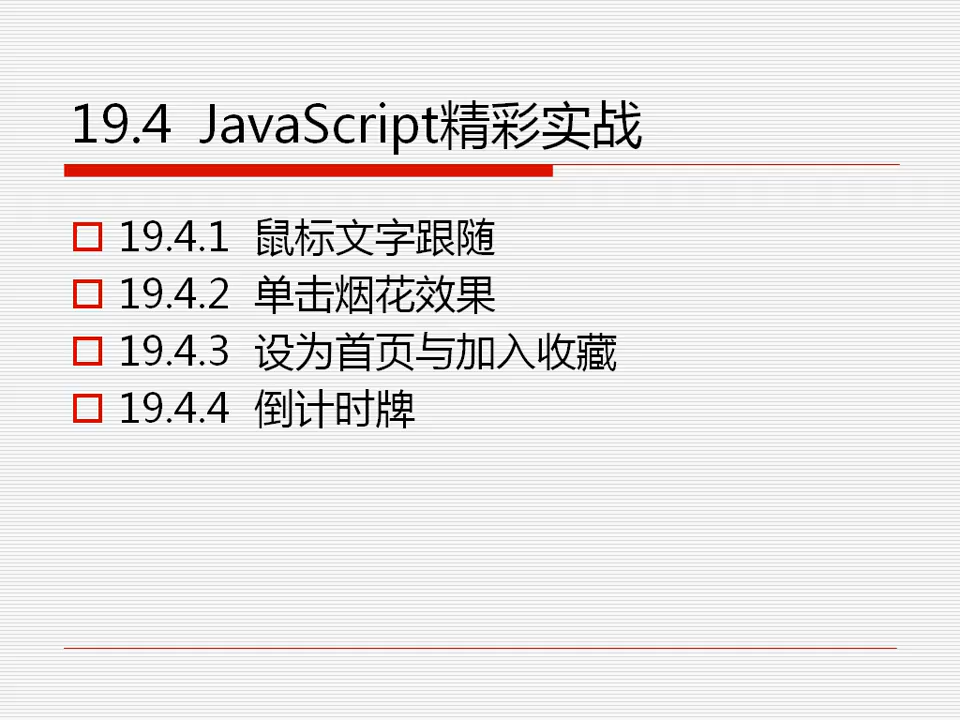 19.4 JavaScript精彩实战
19.4.1 鼠标文字跟随
19.4.2 单击烟花效果
19.4.3 设为首页与加入收藏
19.4.4 倒计时牌